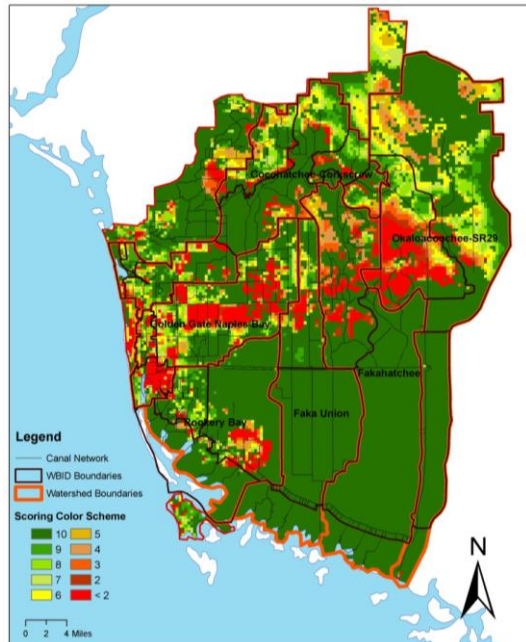 Cocohatchee-Corkscrew
Okaloacoochee-SR29
Golden Gate Naples-Bay
Fakahatchee
Rookery Bay
Faka Union
Legend
Canal Network
WBID Boundaries
Watershed Boundaries
Scoring Color Scheme
10 5
9 4
8 3
7 2
6 < 2
0 2 4 Miles
N